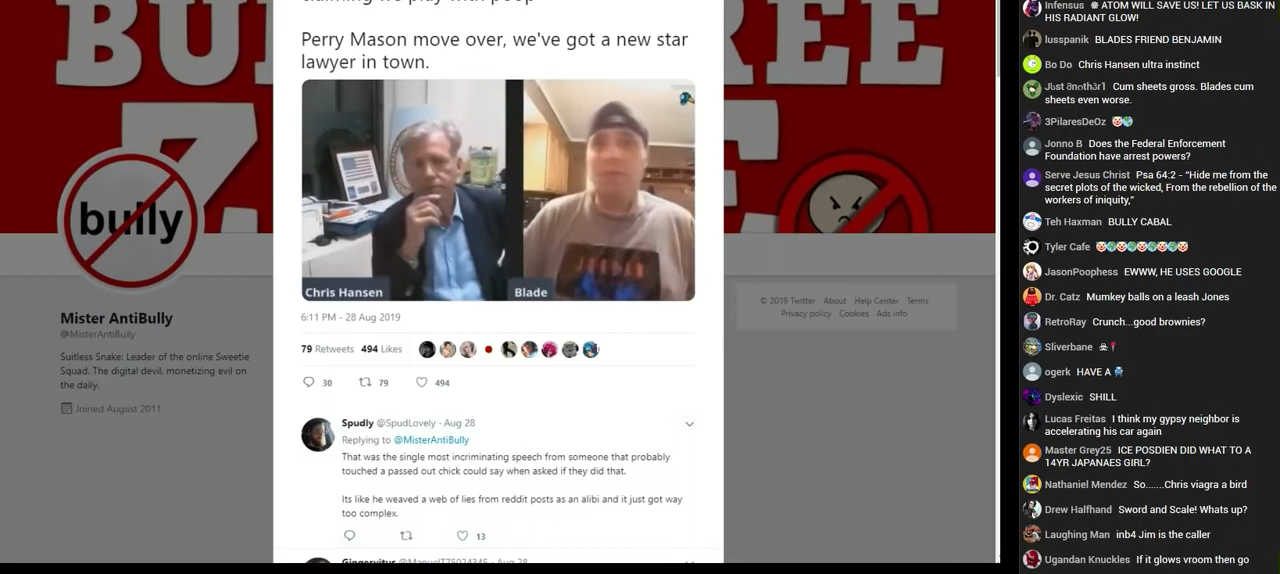 BU
REE
Z
E
claiming we play with poop
Perry Mason move over, we've got a new star
lawyer in town.
Chris Hansen
Blade
6:11 PM - 28 Aug 2019
79 Retweets 494 Likes
30 79 494
bully
Mister AntiBully
@MisterAntiBully
Suitless Snake: Leader of the online Sweetie
Squad. The digital devil, monetizing evil on
the daily.
Joined August 2011
© 2019 Twitter About Help Center Terms
Privacy policy Cookies Ads info
Spudly @SpudLovely · Aug 28
Replying to @MisterAntiBully
That was the single most incriminating speech from someone that probably
touched a passed out chick could say when asked if they did that.
Its like he weaved a web of lies from reddit posts as an alibi and it just got way
too complex.
13
Infensus ⚛ ATOM WILL SAVE US! LET US BASK IN
HIS RADIANT GLOW!
lusspanik BLADES FRIEND BENJAMIN
Bo Do Chris Hansen ultra instinct
Cum sheets gross. Blades cum
sheets even worse.
3PilaresDeOz 🤡🌎
Jonno B Does the Federal Enforcement
Foundation have arrest powers?
Serve Jesus Christ Psa 64:2 - “Hide me from the
secret plots of the wicked, From the rebellion of the
workers of iniquity,”
Teh Haxman BULLY CABAL
Tyler Cafe 🤡🌎🤡🌎🤡🌎🤡🌎🤡
JasonPoophess EWWW, HE USES GOOGLE
Dr. Catz Mumkey balls on a leash Jones
RetroRay Crunch...good brownies?
Sliverbane
ogerk HAVE A
Dyslexic SHILL
Lucas Freitas I think my gypsy neighbor is
accelerating his car again
Master Grey25 ICE POSDIEN DID WHAT TO A
14YR JAPANAES GIRL?
Nathaniel Mendez So.......Chris viagra a bird
Drew Halfhand Sword and Scale! Whats up?
Laughing Man inb4 Jim is the caller
Ugandan Knuckles If it glows vroom then go